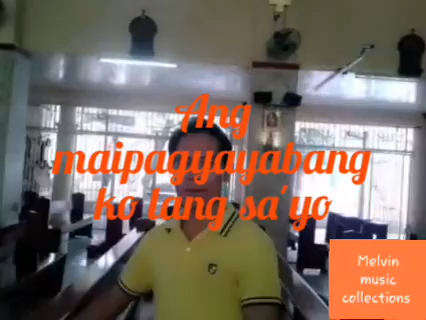 Ang
maipagyayabang
ko lang sa'yo
Melvin
music
collections